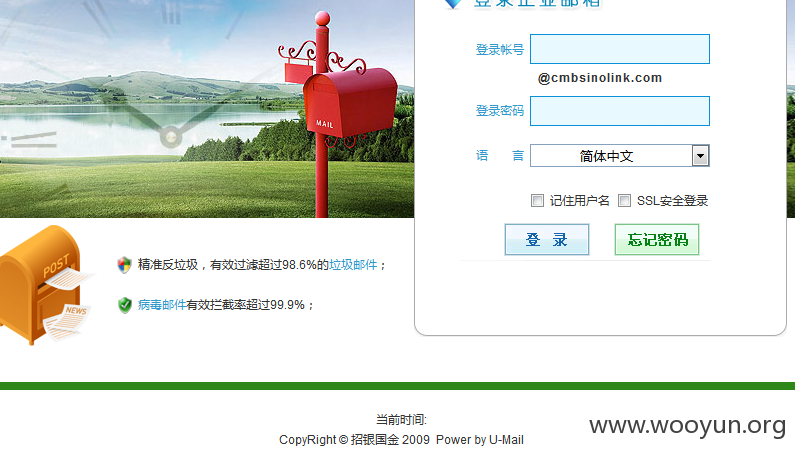 登录企业邮箱
登录帐号
@cmbsinolink.com
登录密码
语 言 简体中文
记住用户名 SSL安全登录
登 录 忘记密码
MAIL
POST
NEWS
精准反垃圾，有效过滤超过98.6%的垃圾邮件；
病毒邮件有效拦截率超过99.9%；
当前时间:
CopyRight © 招银国金 2009 Power by U-Mail
www.wooyun.org